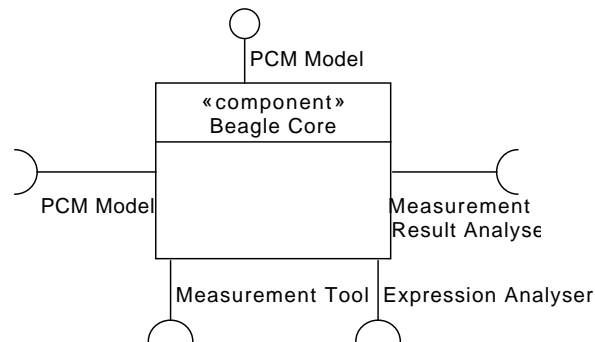 PCM Model
«component»
Beagle Core
PCM Model
Measurement
Result Analyse
Measurement Tool
Expression Analyser